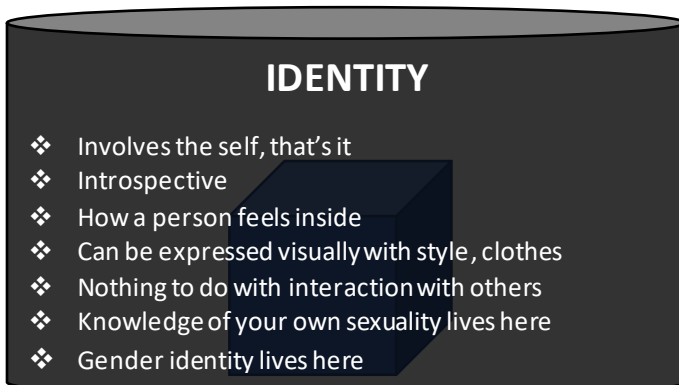 IDENTITY
❖ Involves the self, that's it
❖ Introspective
❖ How a person feels inside
❖ Can be expressed visually with style, clothes
❖ Nothing to do with interaction with others
❖ Knowledge of your own sexuality lives here
❖ Gender identity lives here